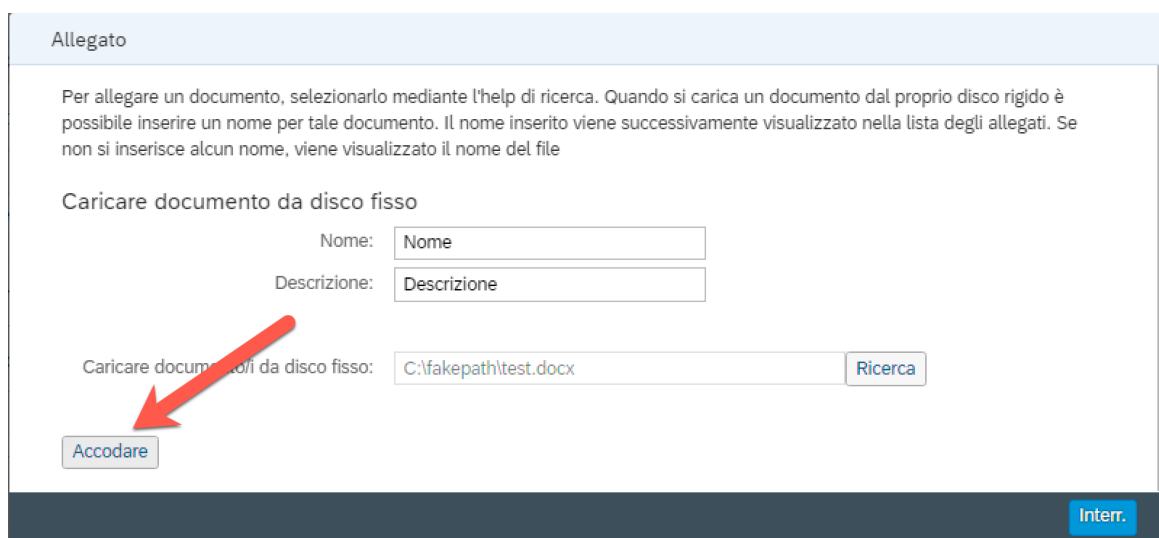 Allegato
Per allegare un documento, selezionarlo mediante l'help di ricerca. Quando si carica un documento dal proprio disco rigido è
possibile inserire un nome per tale documento. Il nome inserito viene successivamente visualizzato nella lista degli allegati. Se
non si inserisce alcun nome, viene visualizzato il nome del file
Caricare documento da disco fisso
Nome: Nome
Descrizione: Descrizione
Caricare documento/i da disco fisso: C:\fakepath\test.docx Ricerca
Accodare
Interr.